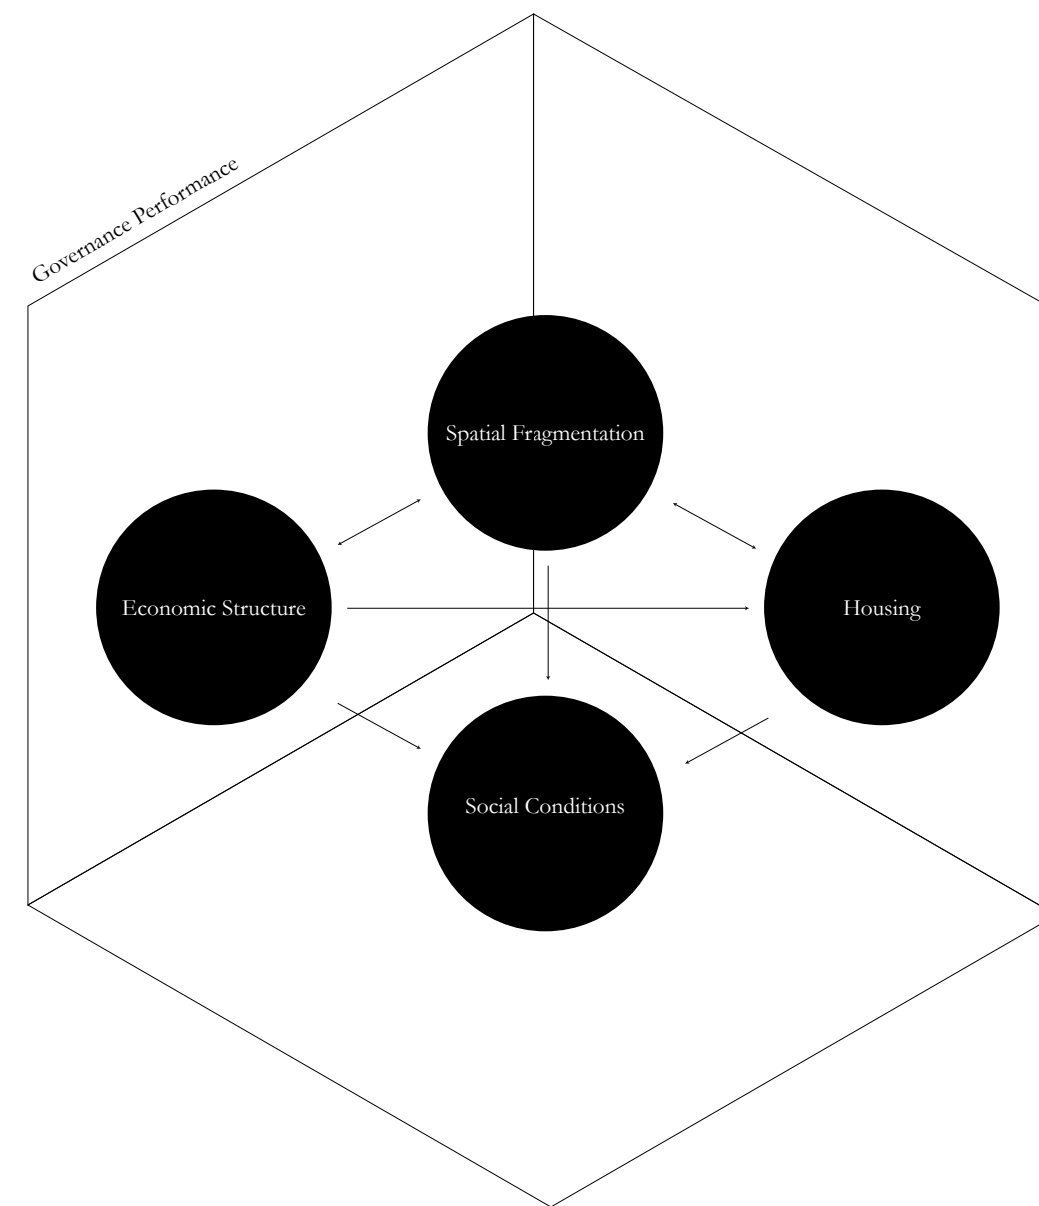 Governance Performance
Spatial Fragmentation
Economic Structure
Housing
Social Conditions